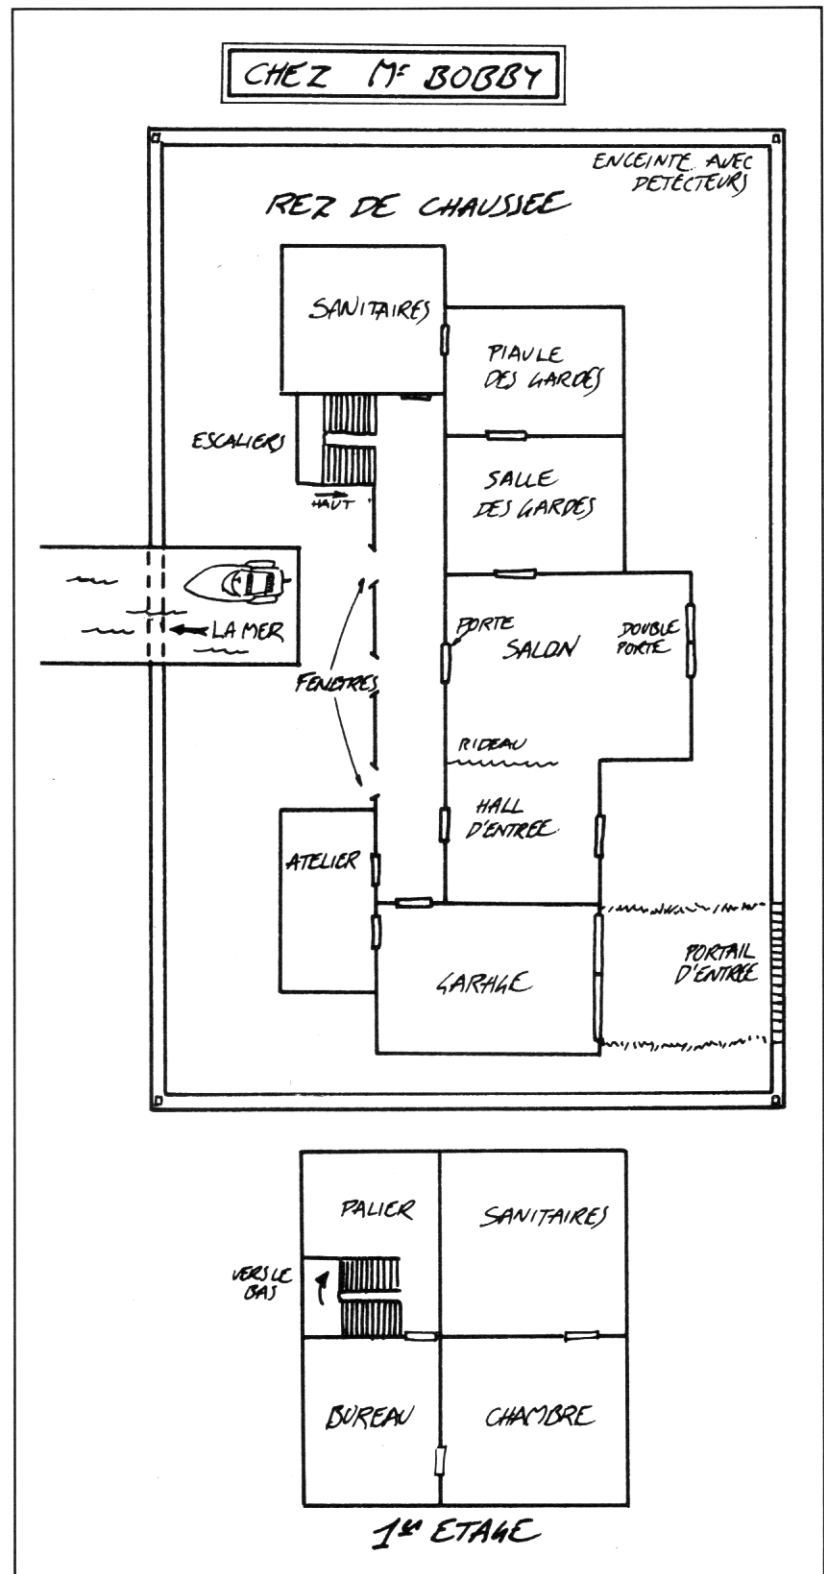 CHEZ Mr BOBBY
ENCEINTE AVEC
DETECTEURS
REZ DE CHAUSSEE
SANITAIRES
PIAULE
DES GARDES
ESCALIERS
SALLE
DES GARDES
HAUT
PORTE
SALON
DOUBLE
PORTE
LA MER
FENETRES
RIDEAU
HALL
D'ENTREE
ATELIER
PORTAIL
D'ENTREE
GARAGE
PALIER
SANITAIRES
VERS LE
BAS
BUREAU
CHAMBRE
1er ETAGE